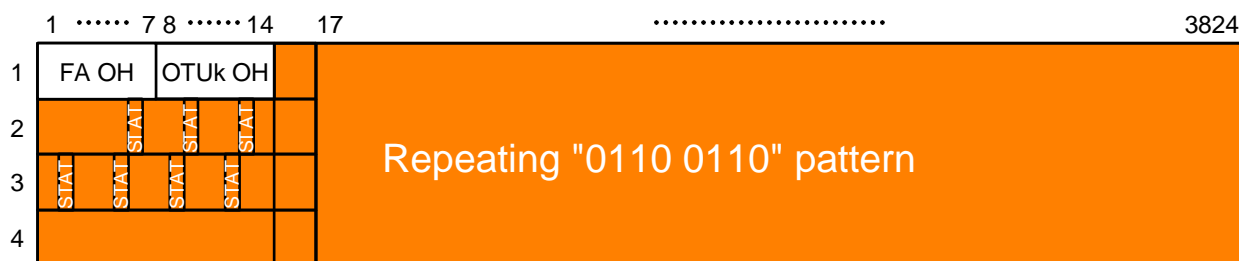 1 ...... 7 8 ...... 14 17 ........................ 3824
1 FA OH OTUk OH
2 STAT STAT STAT
Repeating "0110 0110" pattern
3 STAT STAT STAT STAT
4